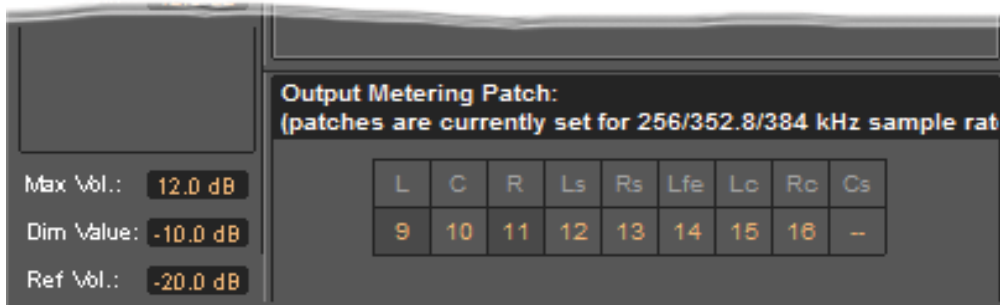 Output Metering Patch:
(patches are currently set for 256/352.8/384 kHz sample
Max Vol.: 12.0 dB
Dim Value: -10.0 dB
Ref Vol.: -20.0 dB
L C R Ls Rs Lfe Lc Rc Cs
9 10 11 12 13 14 15 16 --